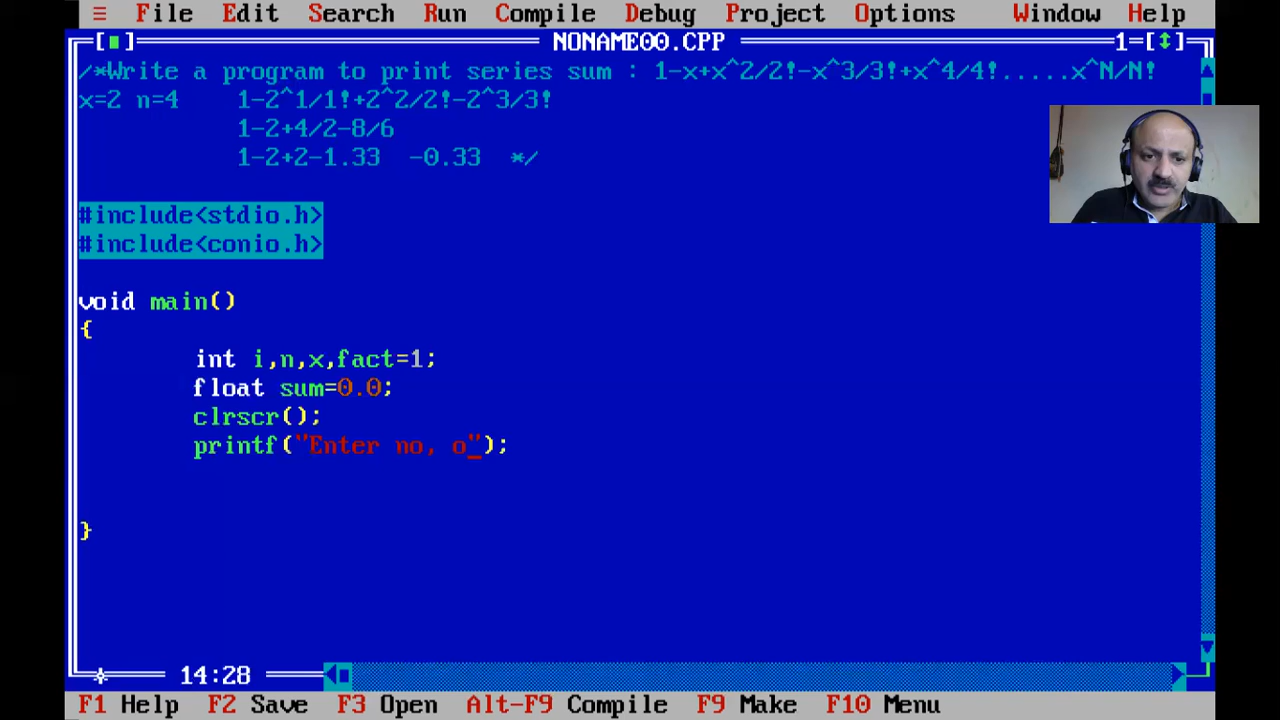 ≡ File Edit Search Run Compile Debug Project Options Window Help
[■] NONAME00.CPP 1=[↕]
/*Write a program to print series sum : 1-x+x^2/2!-x^3/3!+x^4/4!.....x^N/N!
x=2 n=4 1-2^1/1!+2^2/2!-2^3/3!
1-2+4/2-8/6
1-2+2-1.33 -0.33 */
#include<stdio.h>
#include<conio.h>
void main()
{
int i,n,x,fact=1;
float sum=0.0;
clrscr();
printf("Enter no, o");
}
14:28
F1 Help F2 Save F3 Open Alt-F9 Compile F9 Make F10 Menu